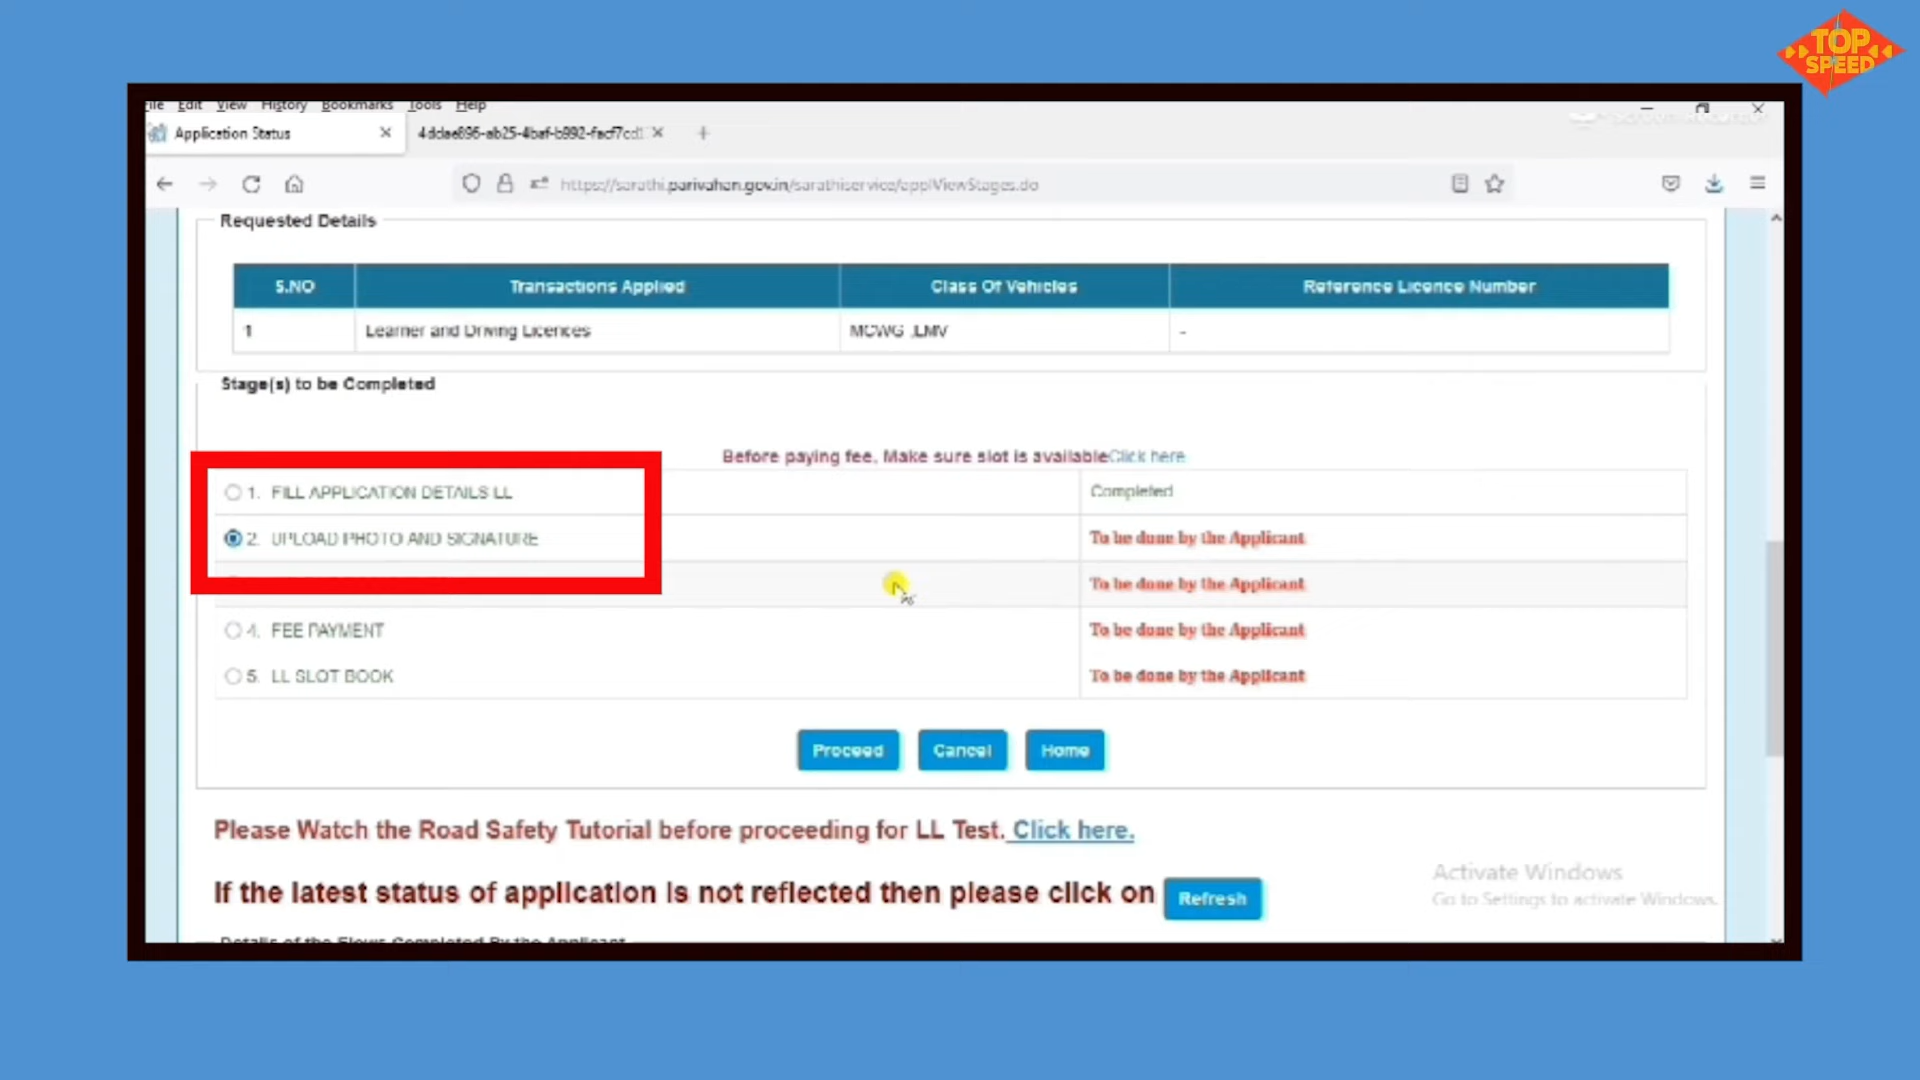 TOP
SPEED
File Edit View History Bookmarks Tools Help
Application Status
https://sarathi.parivahan.gov.in/sarathiservice/applViewStages.do
Requested Details
S.NO Transactions Applied Class Of Vehicles Reference Licence Number
1 Learner and Driving Licences MCWG ,LMV -
Stage(s) to be Completed
Before paying fee, Make sure slot is available Click here
1. FILL APPLICATION DETAILS LL Completed
2. UPLOAD PHOTO AND SIGNATURE To be done by the Applicant
To be done by the Applicant
4. FEE PAYMENT To be done by the Applicant
5. LL SLOT BOOK To be done by the Applicant
Proceed Cancel Home
Please Watch the Road Safety Tutorial before proceeding for LL Test. Click here.
If the latest status of application is not reflected then please click on Refresh
Activate Windows
Go to Settings to activate Windows.